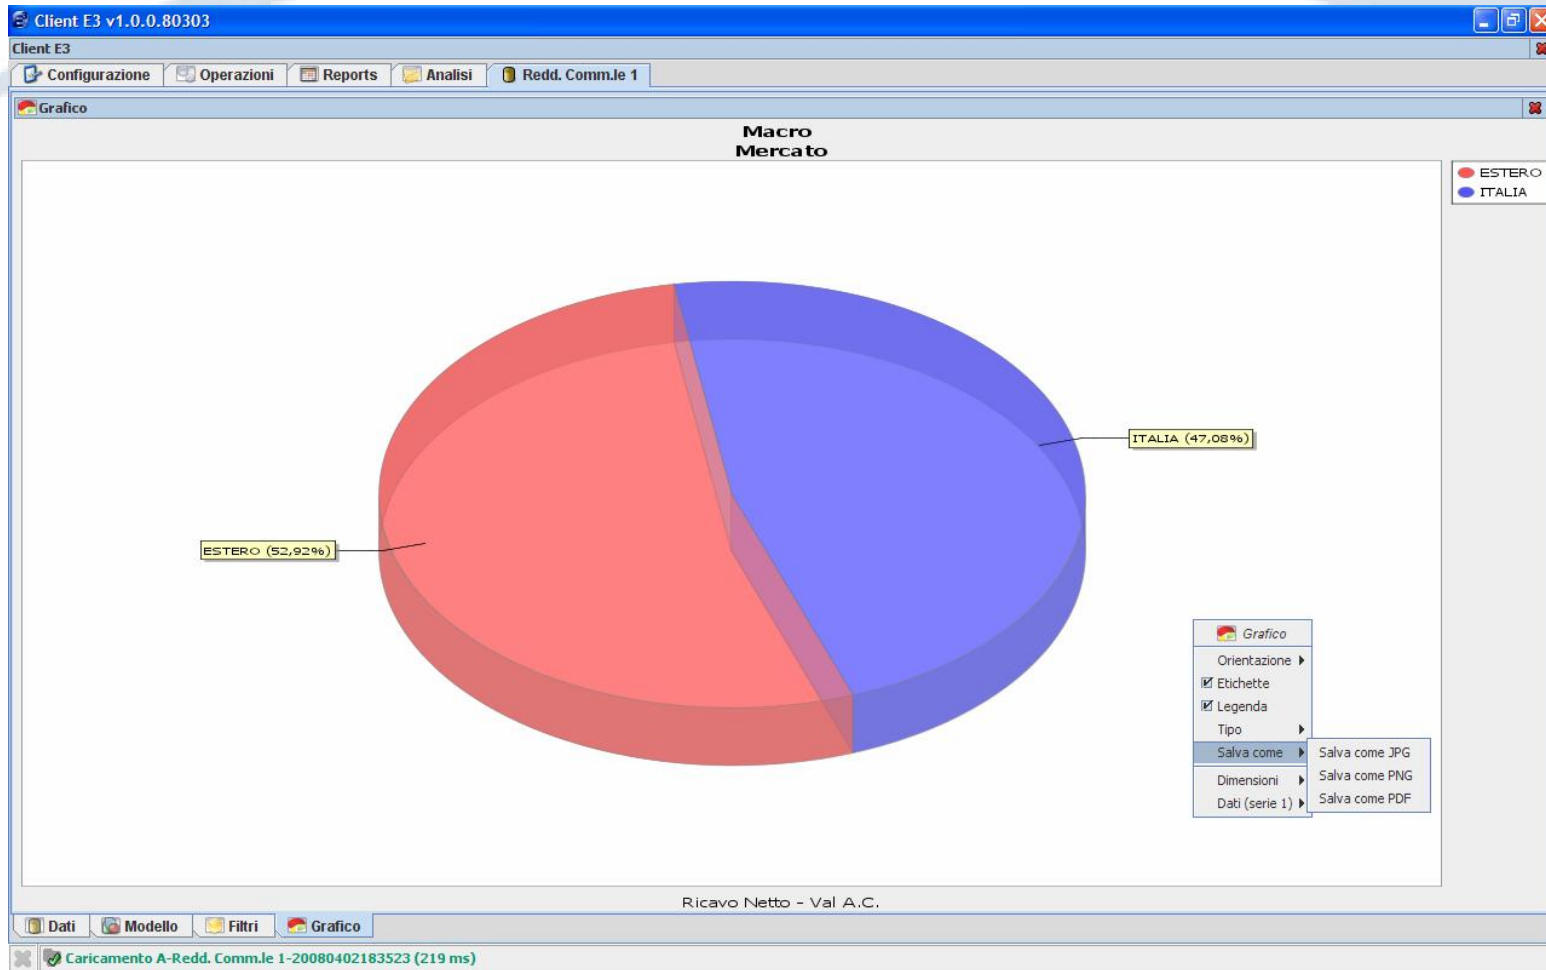 Client E3 v1.0.0.80303
Client E3
Configurazione Operazioni Reports Analisi Redd. Comm.le 1
Grafico
Macro
Mercato
ESTERO
ITALIA
ITALIA (47,08%)
ESTERO (52,92%)
Grafico
Orientazione
Etichette
Legenda
Tipo
Salva come
Dimensioni
Dati (serie 1)
Salva come JPG
Salva come PNG
Salva come PDF
Ricavo Netto - Val A.C.
Dati Modello Filtri Grafico
Caricamento A-Redd. Comm.le 1-20080402183523 (219 ms)